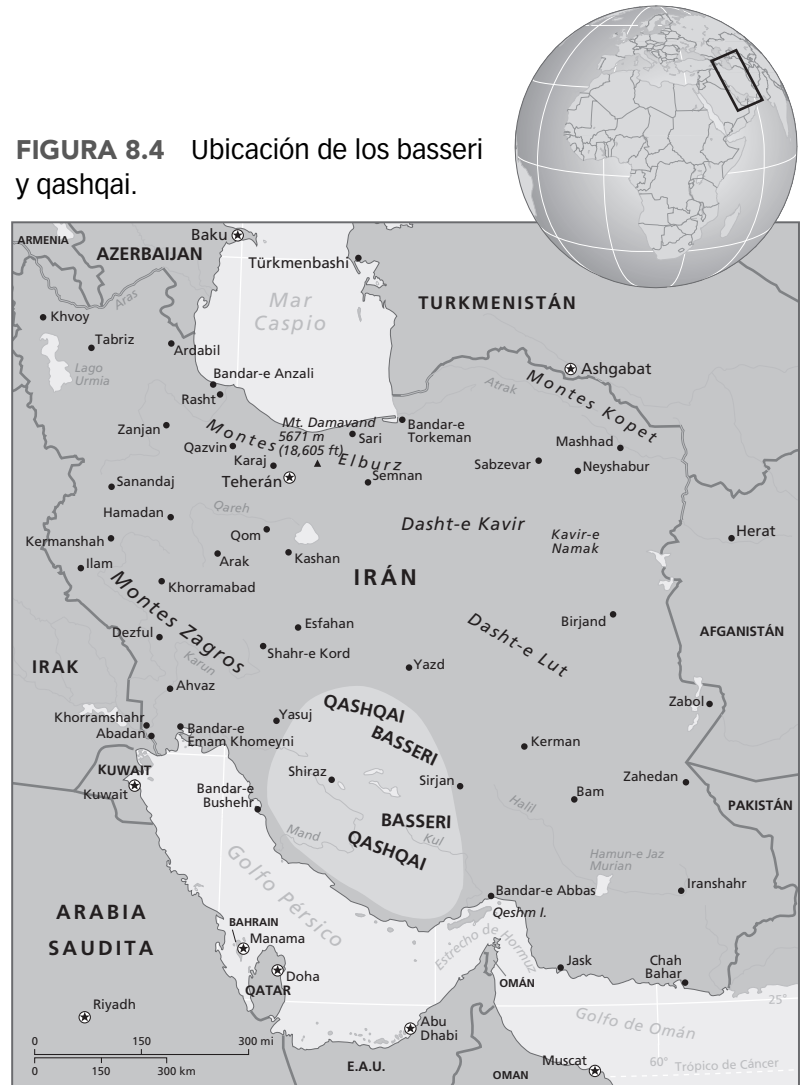 FIGURA 8.4 Ubicación de los basseri
y qashqai.
ARMENIA
AZERBAIJAN
Baku
Türkmenbashi
Mar
Caspio
TURKMENISTÁN
Aras
Khvoy
Tabriz
Ardabil
Lago
Urmia
Bandar-e Anzali
Rasht
Ashgabat
Atrak
Montes Kopet
Zanjan
Mt. Damavand
5671 m
(18,605 ft)
Montes Elburz
Sari
Bandar-e
Torkeman
Mashhad
Qazvin
Karaj
Teherán
Semnan
Sabzevar
Neyshabur
Sanandaj
Hamadan
Qareh
Qom
Dasht-e Kavir
Kavir-e
Namak
Herat
Kermanshah
Ilam
Arak
Kashan
IRÁN
Khorramabad
Montes Zagros
Esfahan
Birjand
Dezful
Shahr-e Kord
Dasht-e Lut
AFGANISTÁN
IRAK
Karun
Yazd
Ahvaz
Zabol
Khorramshahr
Abadan
Bandar-e
Emam Khomeyni
Yasuj
QASHQAI
BASSERI
Kerman
KUWAIT
Kuwait
Bandar-e
Bushehr
Shiraz
Sirjan
Bam
Zahedan
PAKISTÁN
Halil
BASSERI
Mand
Kul
QASHQAI
Hamun-e Jaz
Murian
Golfo Pérsico
Bandar-e Abbas
Iranshahr
Qeshm I.
ARABIA
SAUDITA
BAHRAIN
Manama
Estrecho de Hormuz
Jask
Chah
Bahar
Doha
QATAR
OMÁN
25°
Riyadh
Golfo de Omán
Abu
Dhabi
0 150 300 mi
0 150 300 km
E.A.U.
OMAN
Muscat
60°
Trópico de Cáncer